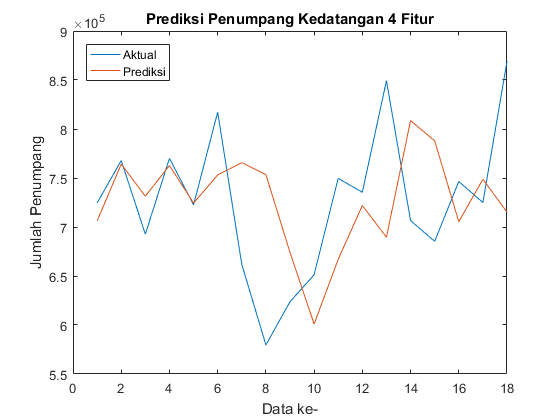 Prediksi Penumpang Kedatangan 4 Fitur
×10^5
9
8.5
8
7.5
7
6.5
6
5.5
Jumlah Penumpang
Aktual
Prediksi
0 2 4 6 8 10 12 14 16 18
Data ke-